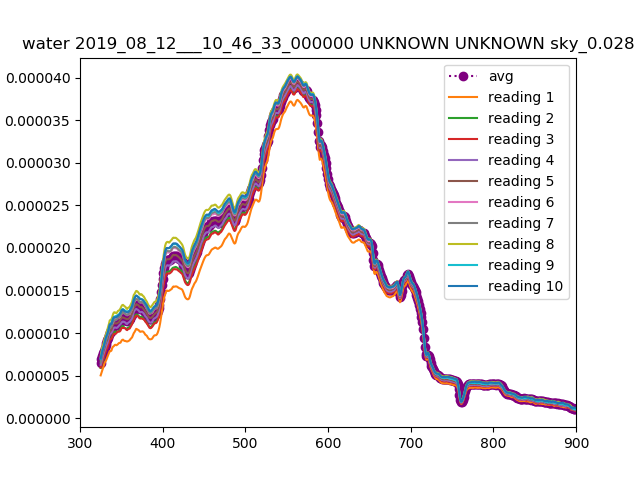 water 2019_08_12___10_46_33_000000 UNKNOWN UNKNOWN sky_0.028
0.000040
0.000035
0.000030
0.000025
0.000020
0.000015
0.000010
0.000005
0.000000
avg
reading 1
reading 2
reading 3
reading 4
reading 5
reading 6
reading 7
reading 8
reading 9
reading 10
300 400 500 600 700 800 900